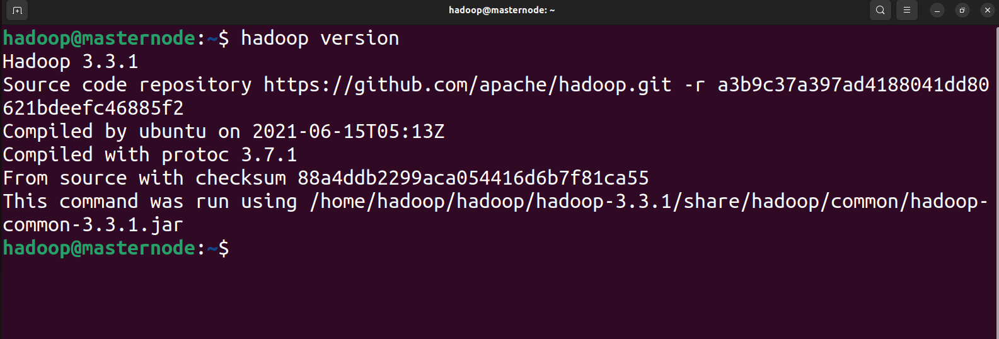 hadoop@masternode: ~
hadoop@masternode:~$ hadoop version
Hadoop 3.3.1
Source code repository https://github.com/apache/hadoop.git -r a3b9c37a397ad4188041dd80
621bdeefc46885f2
Compiled by ubuntu on 2021-06-15T05:13Z
Compiled with protoc 3.7.1
From source with checksum 88a4ddb2299aca054416d6b7f81ca55
This command was run using /home/hadoop/hadoop/hadoop-3.3.1/share/hadoop/common/hadoop-
common-3.3.1.jar
hadoop@masternode:~$